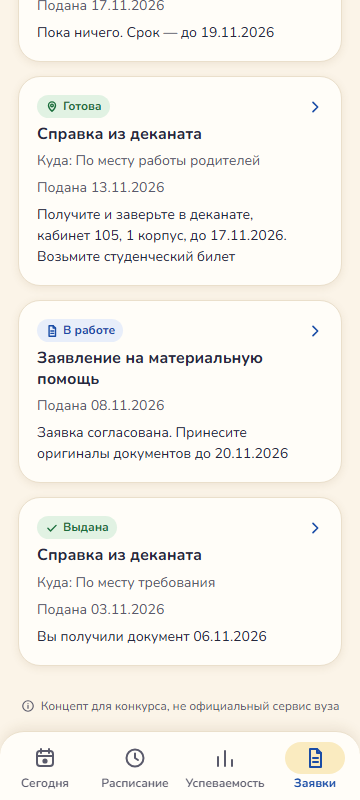 Подана 17.11.2026
Пока ничего. Срок — до 19.11.2026
Готова
Справка из деканата
Куда: По месту работы родителей
Подана 13.11.2026
Получите и заверьте в деканате,
кабинет 105, 1 корпус, до 17.11.2026.
Возьмите студенческий билет
В работе
Заявление на материальную
помощь
Подана 08.11.2026
Заявка согласована. Принесите
оригиналы документов до 20.11.2026
Выдана
Справка из деканата
Куда: По месту требования
Подана 03.11.2026
Вы получили документ 06.11.2026
Концепт для конкурса, не официальный сервис вуза
Сегодня
Расписание
Успеваемость
Заявки